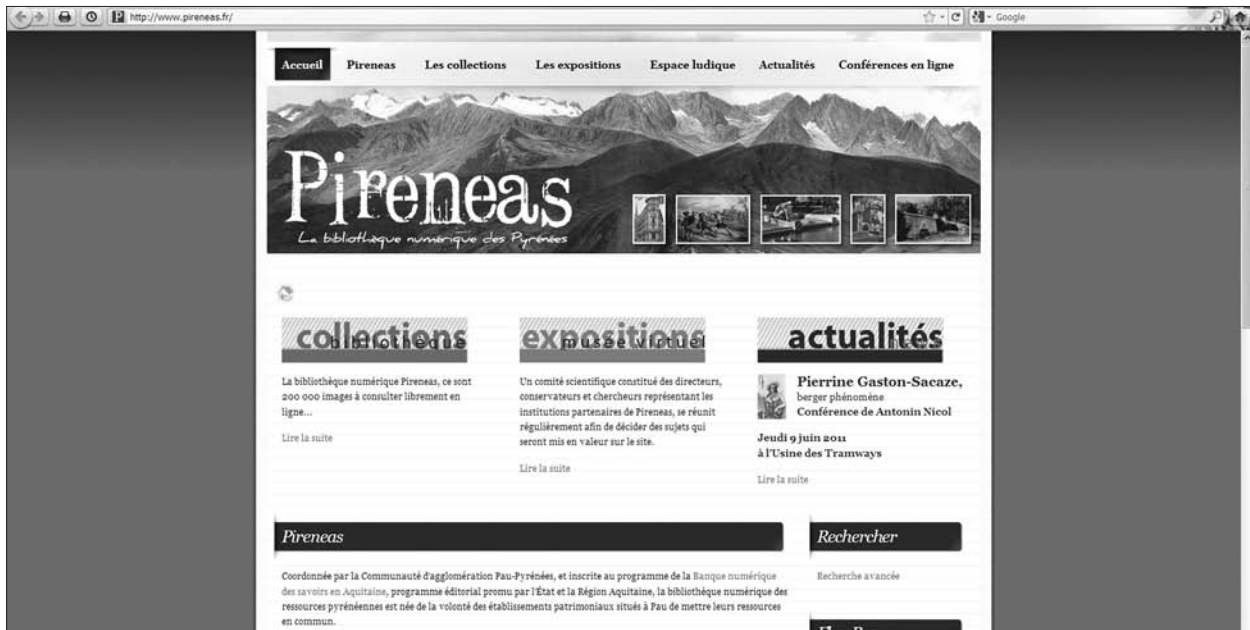 http://www.pireneas.fr/
Google
Accueil Pireneas Les collections Les expositions Espace ludique Actualités Conférences en ligne
Pireneas
La bibliothèque numérique des Pyrénées
collections
bibliothèque
expositions
musée virtuel
actualités
La bibliothèque numérique Pireneas, ce sont
200 000 images à consulter librement en
ligne...
Lire la suite
Un comité scientifique constitué des directeurs,
conservateurs et chercheurs représentant les
institutions partenaires de Pireneas, se réunit
régulièrement afin de décider des sujets qui
seront mis en valeur sur le site.
Lire la suite
Pierrine Gaston-Sacaze,
berger phénomène
Conférence de Antonin Nicol
Jeudi 9 juin 2011
à l'Usine des Tramways
Lire la suite
Pireneas
Coordonnée par la Communauté d'agglomération Pau-Pyrénées, et inscrite au programme de la Banque numérique
des savoirs en Aquitaine, programme éditorial promu par l'État et la Région Aquitaine, la bibliothèque numérique des
ressources pyrénéennes est née de la volonté des établissements patrimoniaux situés à Pau de mettre leurs ressources
en commun.
Rechercher
Recherche avancée